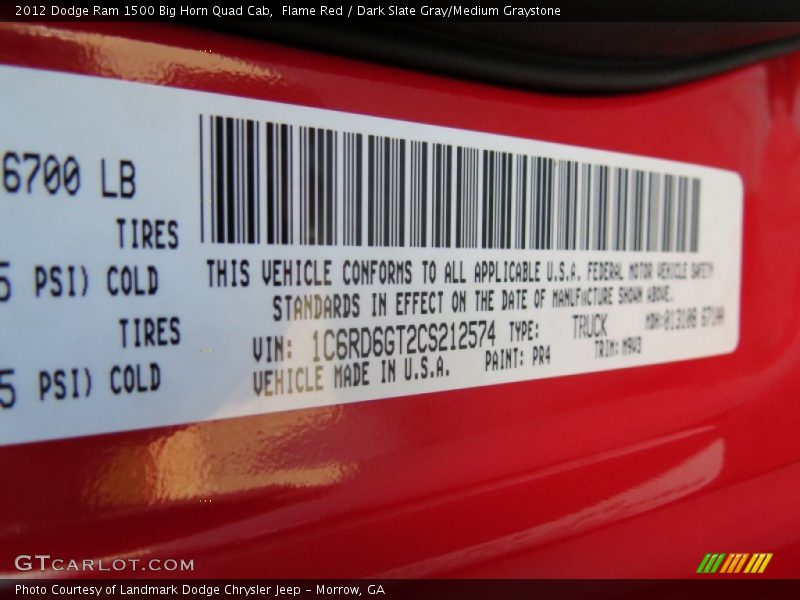 2012 Dodge Ram 1500 Big Horn Quad Cab,  Flame Red / Dark Slate Gray/Medium Graystone
6700 LB
TIRES
5 PSI) COLD
TIRES
5 PSI) COLD
THIS VEHICLE CONFORMS TO ALL APPLICABLE U.S.A. FEDERAL MOTOR VEHICLE SAFETY
STANDARDS IN EFFECT ON THE DATE OF MANUFACTURE SHOWN ABOVE.
VIN: 1C6RD6GT2CS212574 TYPE: TRUCK MDH:
VEHICLE MADE IN U.S.A. PAINT: PR4 TRIM:
GTCARLOT.COM
Photo Courtesy of Landmark Dodge Chrysler Jeep - Morrow, GA